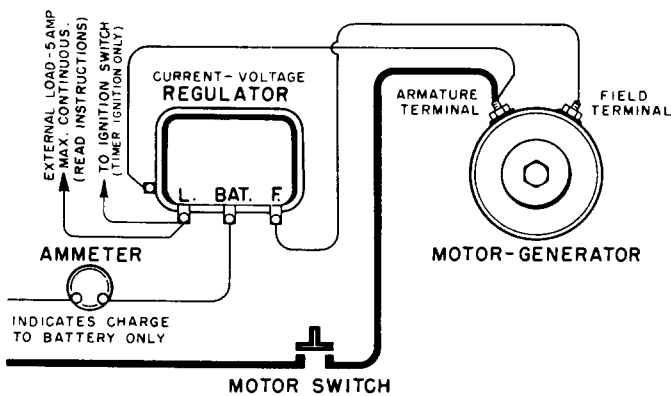 EXTERNAL LOAD-5 AMP
MAX. CONTINUOUS.
(READ INSTRUCTIONS)
TO IGNITION SWITCH
(TIMER IGNITION ONLY)
CURRENT-VOLTAGE
REGULATOR
L. BAT. F.
ARMATURE
TERMINAL
FIELD
TERMINAL
MOTOR-GENERATOR
AMMETER
INDICATES CHARGE
TO BATTERY ONLY
MOTOR SWITCH